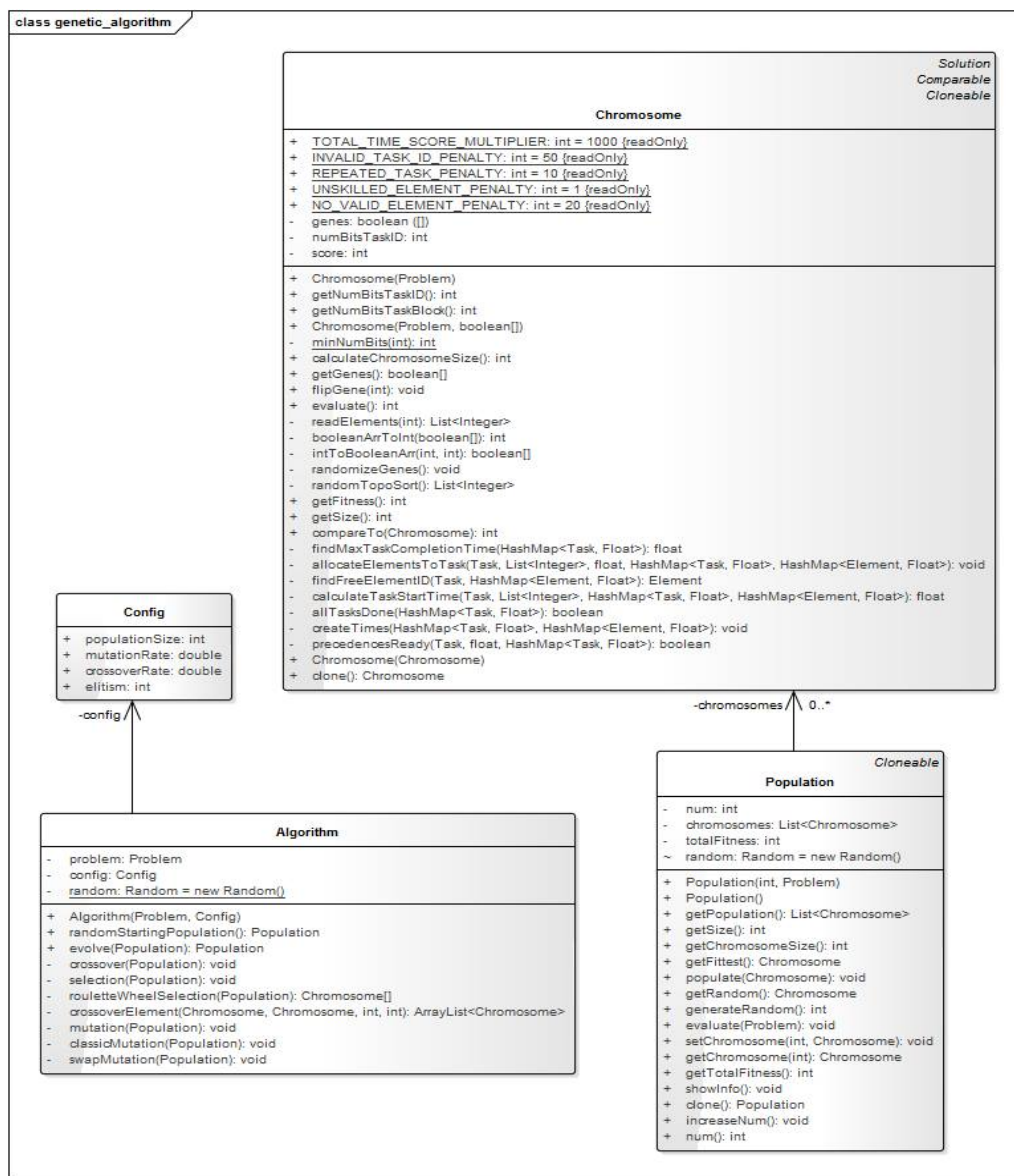 class genetic_algorithm
Solution
Comparable
Cloneable
Chromosome
+ TOTAL_TIME_SCORE_MULTIPLIER: int = 1000 {readOnly}
+ INVALID_TASK_ID_PENALTY: int = 50 {readOnly}
+ REPEATED_TASK_PENALTY: int = 10 {readOnly}
+ UNSKILLED_ELEMENT_PENALTY: int = 1 {readOnly}
+ NO_VALID_ELEMENT_PENALTY: int = 20 {readOnly}
- genes: boolean ([])
- numBitsTaskID: int
- score: int
+ Chromosome(Problem)
+ getNumBitsTaskID(): int
+ getNumBitsTaskBlock(): int
+ Chromosome(Problem, boolean[])
- minNumBits(int): int
+ calculateChromosomeSize(): int
+ getGenes(): boolean[]
+ flipGene(int): void
+ evaluate(): int
- readElements(int): List<Integer>
- booleanArrToInt(boolean[]): int
- intToBooleanArr(int, int): boolean[]
- randomizeGenes(): void
- randomTopoSort(): List<Integer>
+ getFitness(): int
+ getSize(): int
+ compareTo(Chromosome): int
- findMaxTaskCompletionTime(HashMap<Task, Float>): float
- allocateElementsToTask(Task, List<Integer>, float, HashMap<Task, Float>, HashMap<Element, Float>): void
- findFreeElementID(Task, HashMap<Element, Float>): Element
- calculateTaskStartTime(Task, List<Integer>, HashMap<Task, Float>, HashMap<Element, Float>): float
- allTasksDone(HashMap<Task, Float>): boolean
- createTimes(HashMap<Task, Float>, HashMap<Element, Float>): void
- precedencesReady(Task, float, HashMap<Task, Float>): boolean
+ Chromosome(Chromosome)
+ clone(): Chromosome
Config
+ populationSize: int
+ mutationRate: double
+ crossoverRate: double
+ elitism: int
-config
-chromosomes 0..*
Algorithm
- problem: Problem
- config: Config
- random: Random = new Random()
+ Algorithm(Problem, Config)
+ randomStartingPopulation(): Population
+ evolve(Population): Population
- crossover(Population): void
- selection(Population): void
- rouletteWheelSelection(Population): Chromosome[]
- crossoverElement(Chromosome, Chromosome, int, int): ArrayList<Chromosome>
- mutation(Population): void
- classicMutation(Population): void
- swapMutation(Population): void
Cloneable
Population
- num: int
- chromosomes: List<Chromosome>
- totalFitness: int
~ random: Random = new Random()
+ Population(int, Problem)
+ Population()
+ getPopulation(): List<Chromosome>
+ getSize(): int
+ getChromosomeSize(): int
+ getFittest(): Chromosome
+ populate(Chromosome): void
+ getRandom(): Chromosome
+ generateRandom(): int
+ evaluate(Problem): void
+ setChromosome(int, Chromosome): void
+ getChromosome(int): Chromosome
+ getTotalFitness(): int
+ showInfo(): void
+ clone(): Population
+ increaseNum(): void
+ num(): int